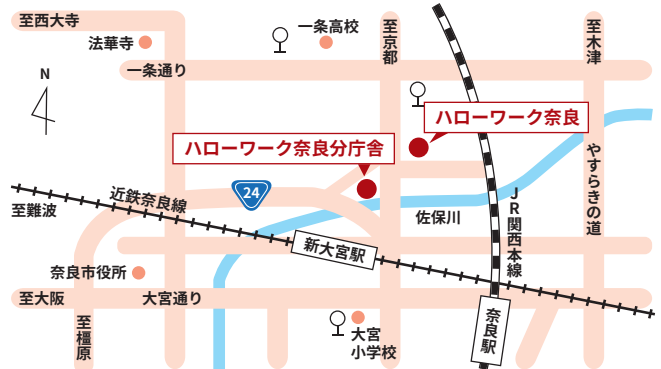 至西大寺
法華寺
一条高校
至京都
至木津
一条通り
N
ハローワーク奈良
ハローワーク奈良分庁舎
24
近鉄奈良線
至難波
佐保川
JR関西本線
やすらぎの道
新大宮駅
奈良市役所
至大阪
大宮通り
至橿原
大宮
小学校
奈良駅